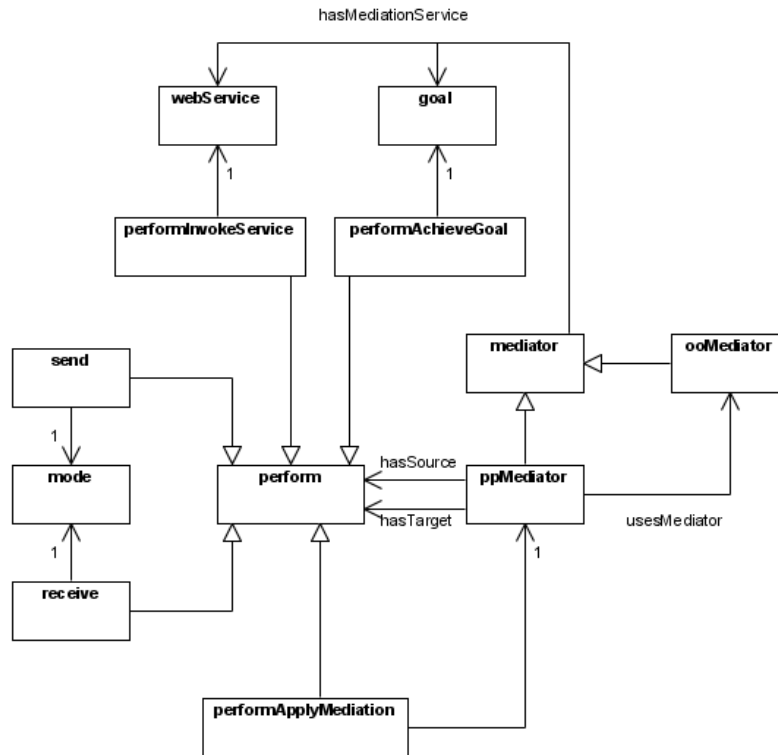 hasMediationService
webService
goal
1
1
performInvokeService
performAchieveGoal
mediator
ooMediator
send
1
hasSource
mode
perform
ppMediator
hasTarget
usesMediator
1
1
receive
performApplyMediation